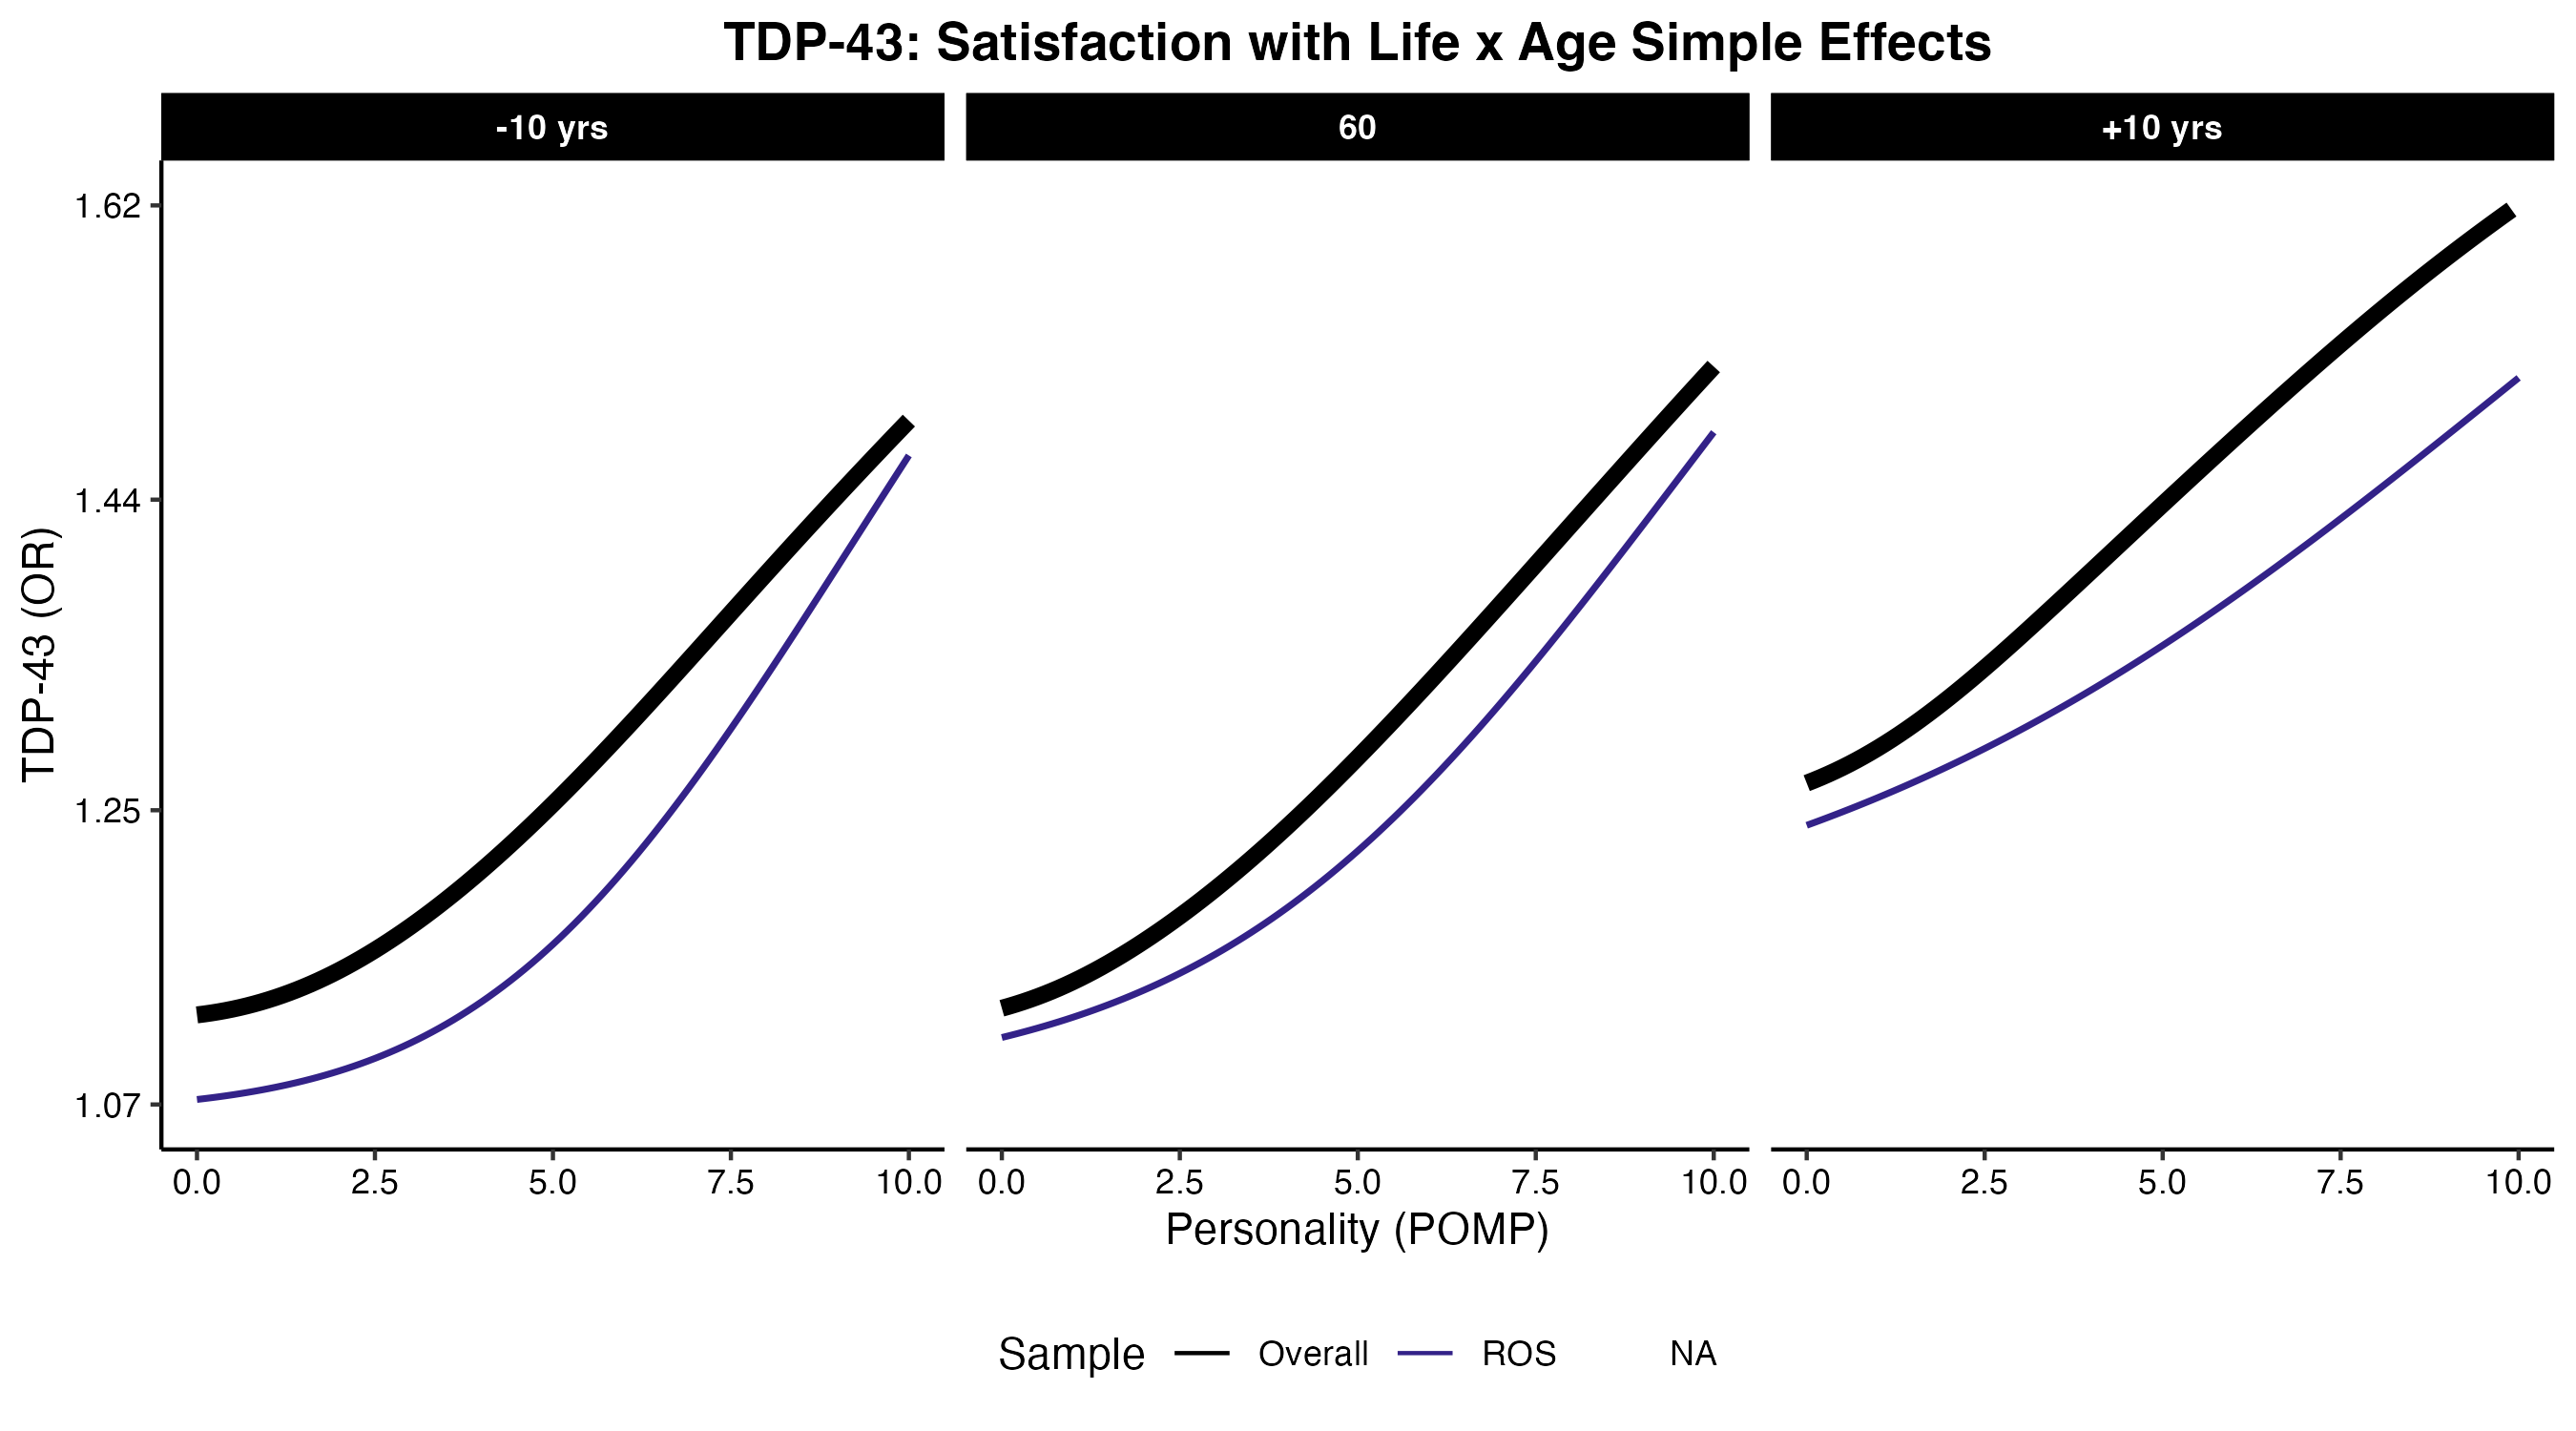 TDP-43: Satisfaction with Life x Age Simple Effects
-10 yrs 60 +10 yrs
1.62
1.44
1.25
1.07
TDP-43 (OR)
0.0 2.5 5.0 7.5 10.0 0.0 2.5 5.0 7.5 10.0 0.0 2.5 5.0 7.5 10.0
Personality (POMP)
Sample Overall ROS NA